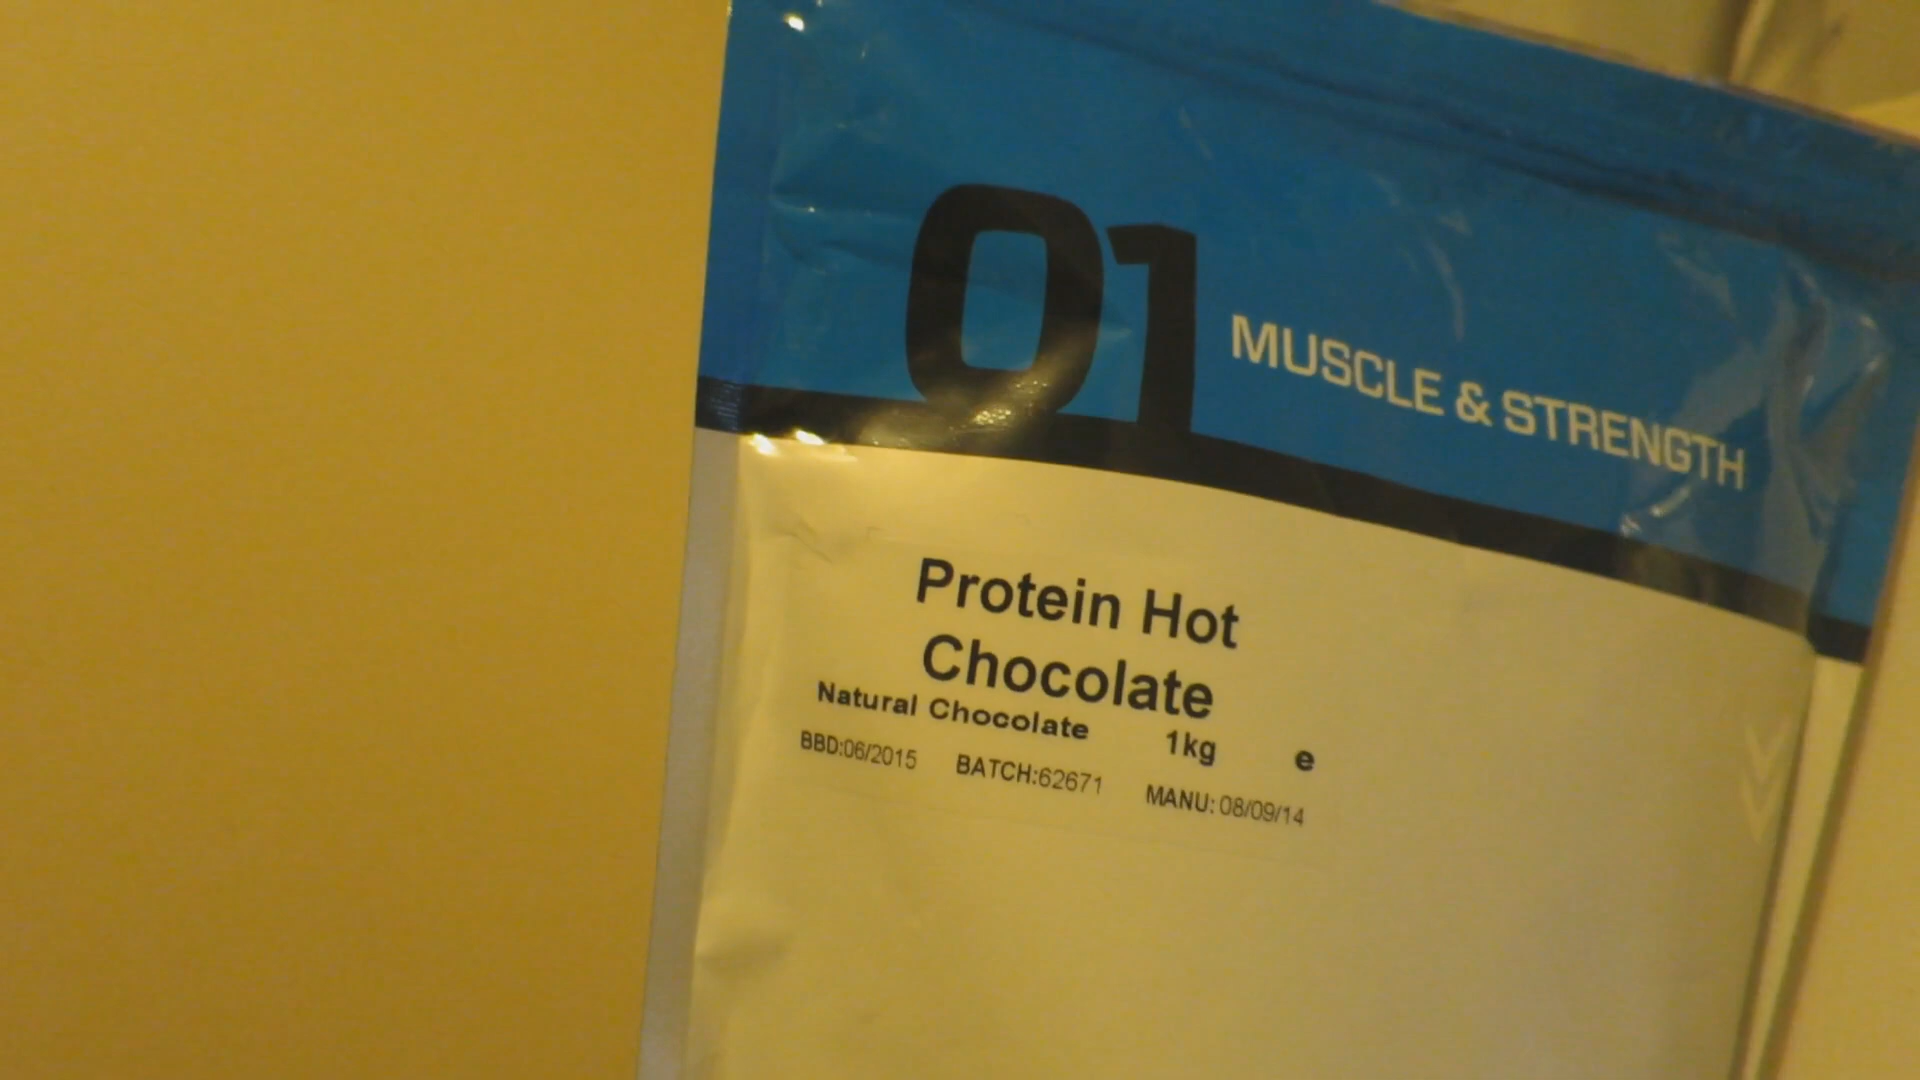 01 MUSCLE & STRENGTH
Protein Hot
Chocolate
Natural Chocolate 1kg e
BBD:06/2015 BATCH:62671 MANU: 08/09/14